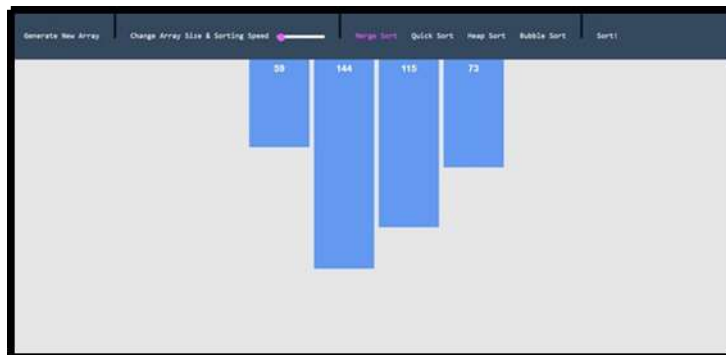 Generate New Array Change Array Size & Sorting Speed Merge Sort Quick Sort Heap Sort Bubble Sort Sort!
59 144 115 73